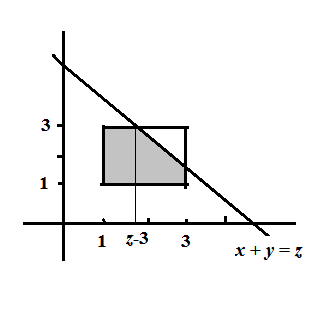 3
1
1 z-3 3
x + y = z